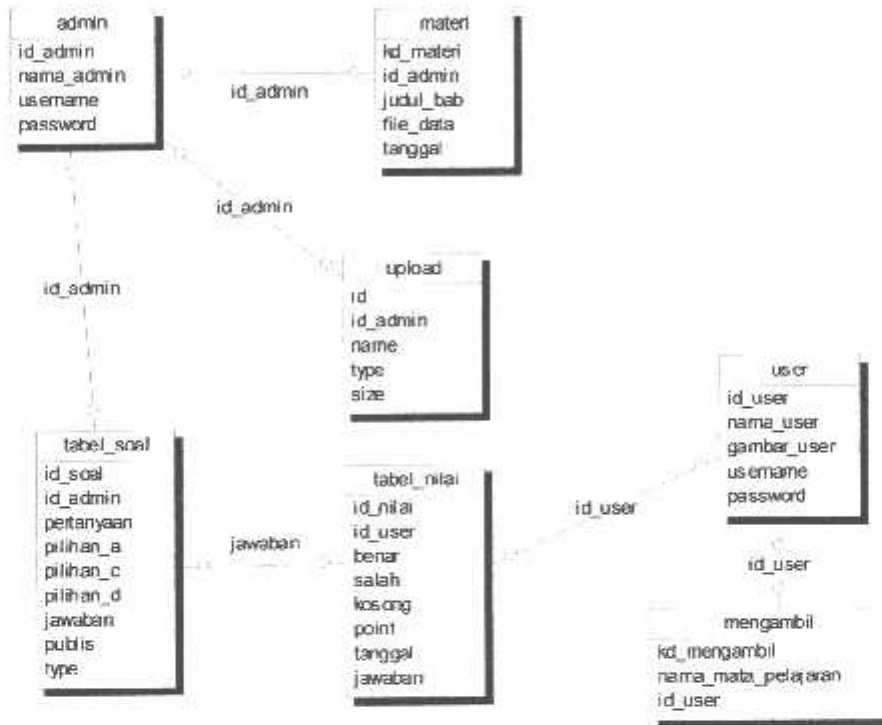 admin
id_admin
nama_admin
username
password
id_admin
materi
kd_materi
id_admin
judul_bab
file_data
tanggal
id_admin
id_admin
upload
id
id_admin
name
type
size
tabel_soal
id_soal
id_admin
pertanyaan
pilihan_a
pilihan_c
pilihan_d
jawaban
publis
type
jawaban
tabel_nilai
id_nilai
id_user
benar
salah
kosong
point
tanggal
jawaban
id_user
user
id_user
nama_user
gambar_user
username
password
id_user
mengambil
kd_mengambil
nama_mata_pelajaran
id_user